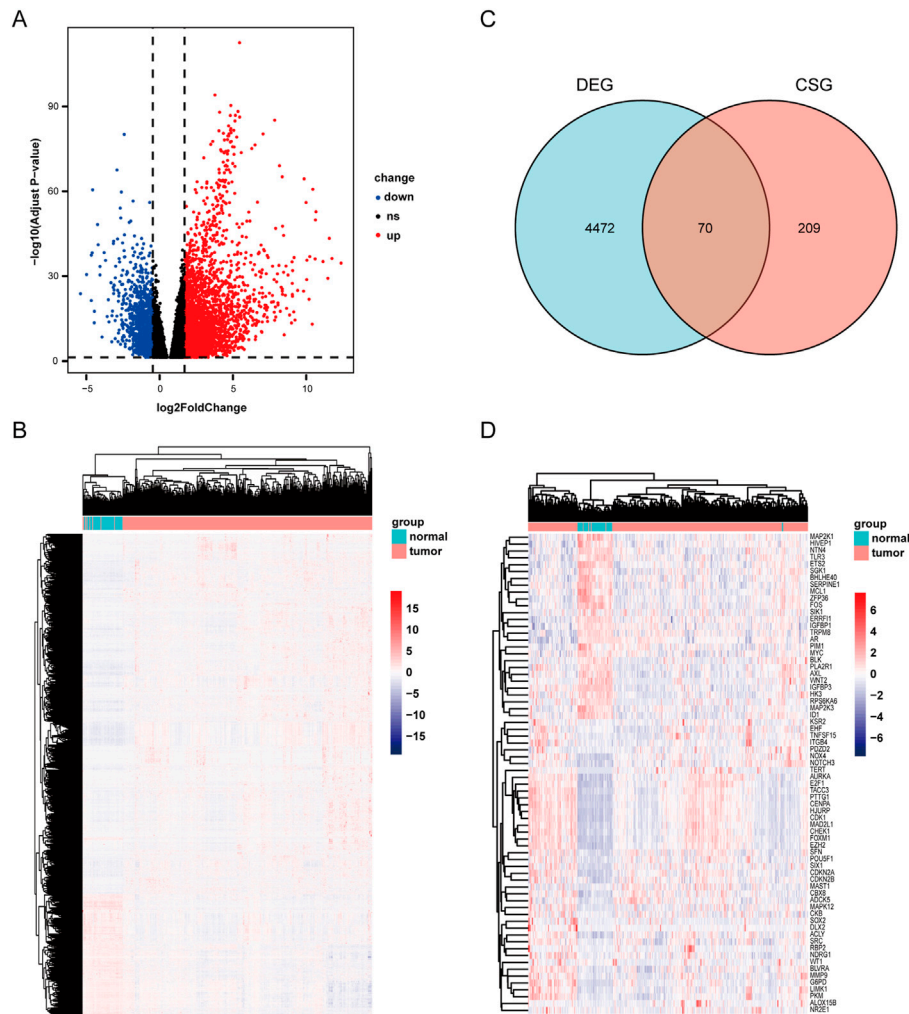 A
−log10(Adjust P-value)
90
60
30
0
−5
0
5
10
log2FoldChange
change
down
ns
up
C
DEG
CSG
4472
70
209
B
group
normal
tumor
15
10
5
0
−5
−10
−15
D
group
normal
tumor
6
4
2
0
−2
−4
−6
MAP2K1
HIVEP1
NTN4
TLR3
ETS2
SGK1
BHLHE40
SERPINE1
MCL1
ZFP36
FOS
SIK1
ERRFI1
IGFBP1
TRPM8
AR
PIM1
MYC
BLK
PLA2R1
AXL
WNT2
IGFBP3
HK3
RPS6KA6
MAP2K3
ID1
KSR2
EHF
TNFSF15
ITGB4
PDZD2
NOX4
NOTCH3
TERT
AURKA
E2F1
TACC3
PTTG1
CENPA
HJURP
CDK1
MAD2L1
CHEK1
FOXM1
EZH2
SFN
POU5F1
SIX1
CDKN2A
CDKN2B
MAST1
CBX8
ADCK5
MAPK12
CKB
SOX2
DLX2
ACLY
SRC
RBP2
NDRG1
WT1
BLVRA
MMP9
G6PD
LIMK1
PKM
ALOX15B
NR2E1